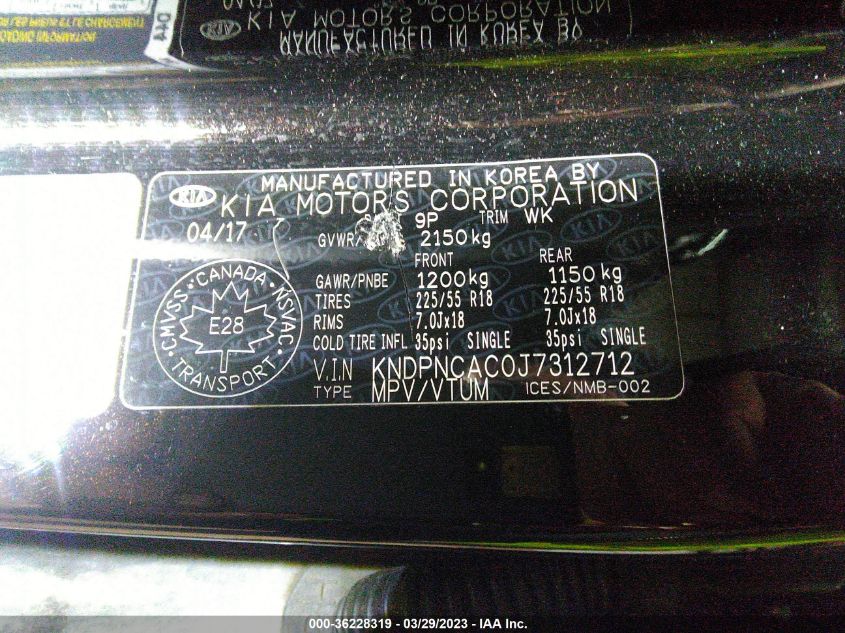 KIA MOTORS CORPORATION
MANUFACTURED IN KOREA BY
MANUFACTURED IN KOREA BY
KIA
KIA MOTORS CORPORATION
04/17
9P TRIM WK
GVWR/ 2150kg
FRONT REAR
GAWR/PNBE 1200kg 1150kg
TIRES 225/55 R18 225/55 R18
RIMS 7.0Jx18 7.0Jx18
COLD TIRE INFL 35psi SINGLE 35psi SINGLE
V.I.N KNDPNCAC0J7312712
TYPE MPV/VTUM ICES/NMB-002
CMVSS · CANADA · NSVAC
E28
TRANSPORT
000-36228319 / 03/29/2023 - IAA Inc.